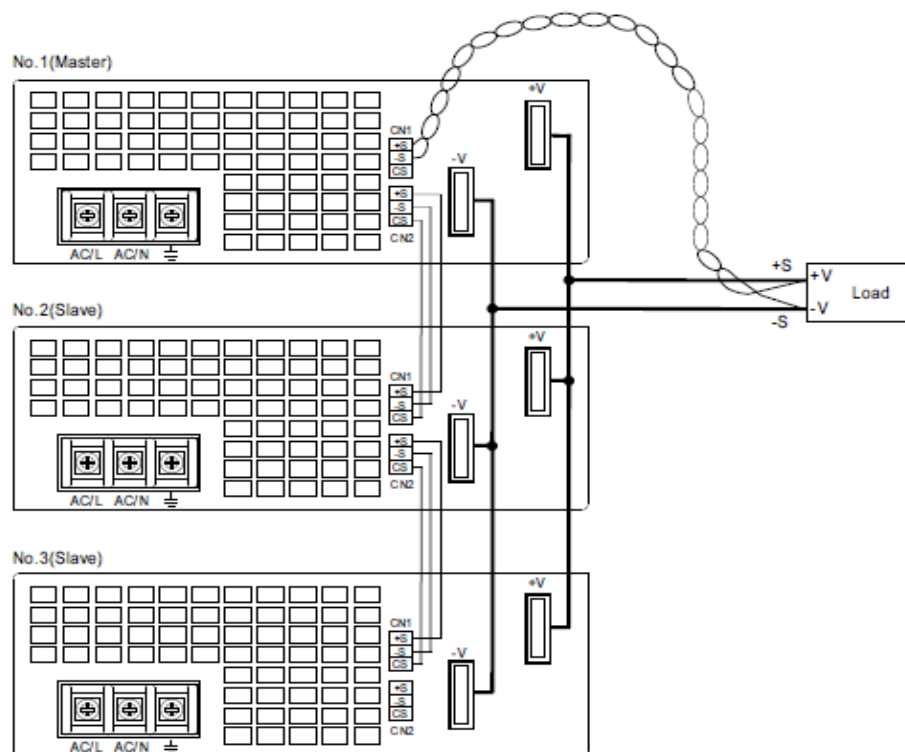 No.1(Master)
+V
CN1
+S
-S
CS
-V
+S
-S
CS
CN2
AC/L AC/N
+S
+V
Load
-V
-S
No.2(Slave)
+V
CN1
+S
-S
CS
-V
+S
-S
CS
CN2
AC/L AC/N
No.3(Slave)
+V
CN1
+S
-S
CS
-V
+S
-S
CS
CN2
AC/L AC/N